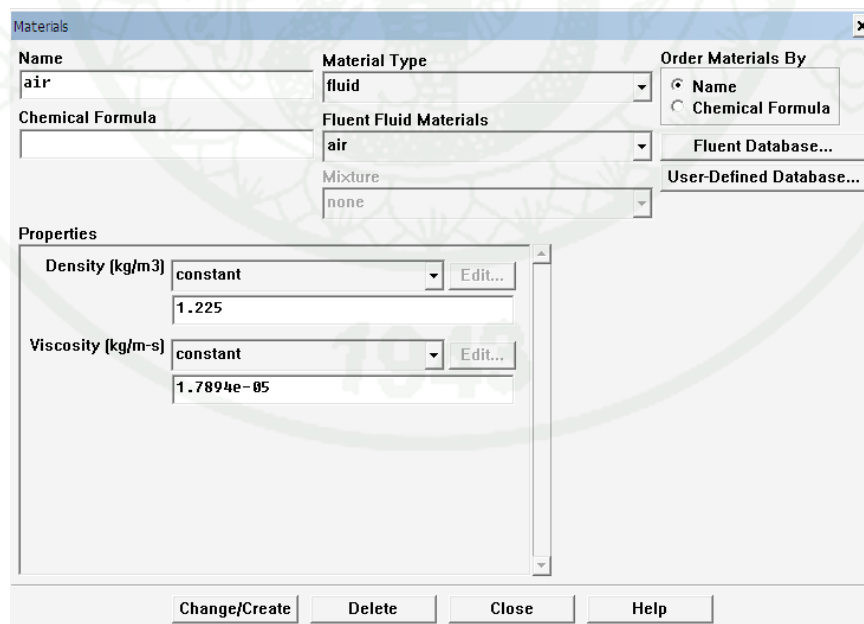 Materials
Name
air
Material Type
fluid
Order Materials By
Name
Chemical Formula
Chemical Formula
Fluent Fluid Materials
air
Fluent Database...
Mixture
none
User-Defined Database...
Properties
Density (kg/m3)
constant
Edit...
1.225
Viscosity (kg/m-s)
constant
Edit...
1.7894e-05
1943
Change/Create
Delete
Close
Help